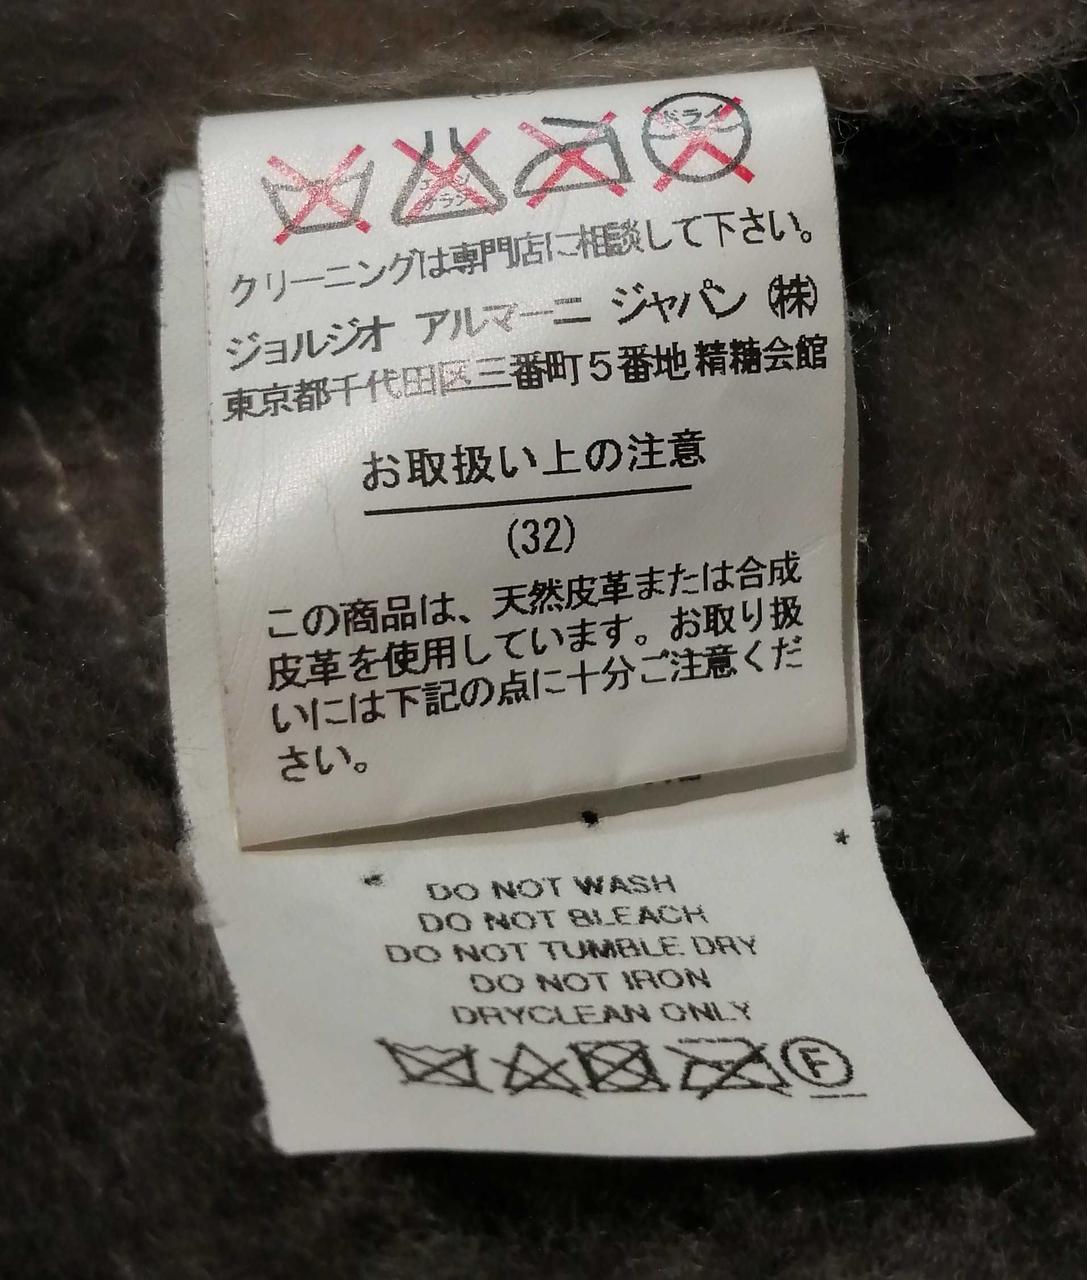 ドライ
クリーニングは専門店に相談して下さい。
ジョルジオ アルマーニ ジャパン ㈱
東京都千代田区三番町5番地精糖会館
お取扱い上の注意
(32)
この商品は、天然皮革または合成
皮革を使用しています。お取り扱
いには下記の点に十分ご注意くだ
さい。
DO NOT WASH
DO NOT BLEACH
DO NOT TUMBLE DRY
DO NOT IRON
DRYCLEAN ONLY
F